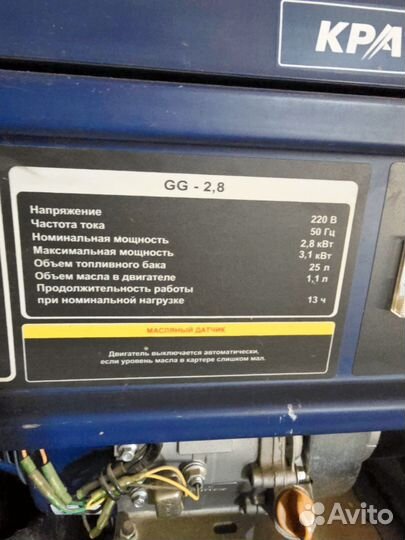 КРА
GG - 2,8
Напряжение 220 В
Частота тока 50 Гц
Номинальная мощность 2,8 кВт
Максимальная мощность 3,1 кВт
Объем топливного бака 25 л
Объем масла в двигателе 1,1 л
Продолжительность работы
при номинальной нагрузке 13 ч
МАСЛЯНЫЙ ДАТЧИК
Двигатель выключается автоматически,
если уровень масла в картере слишком мал.
Avito